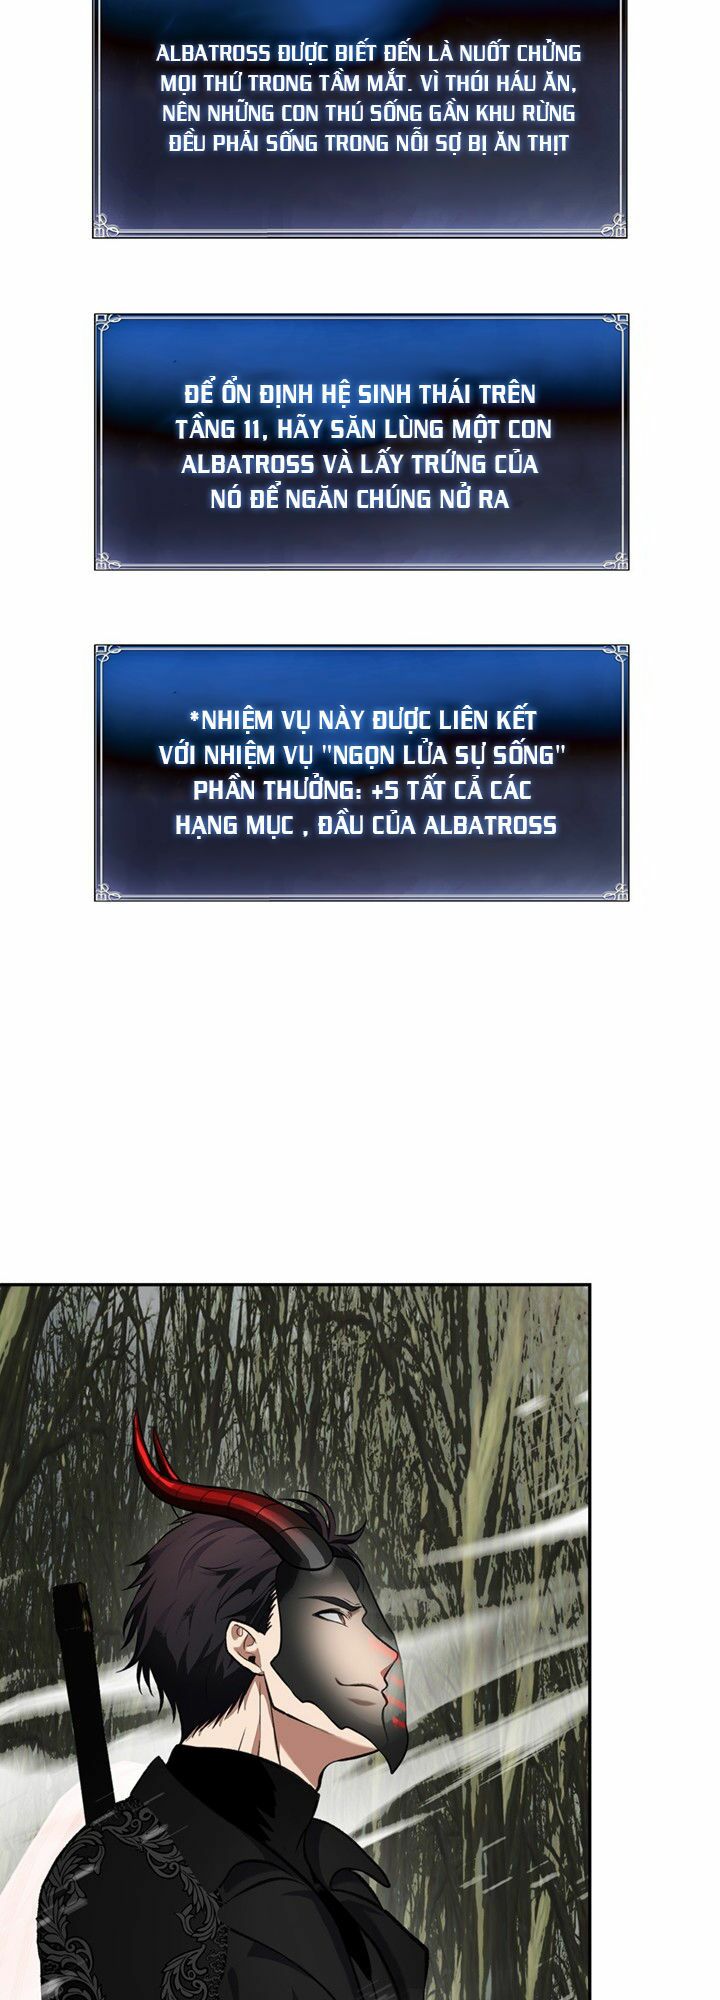 ALBATROSS ĐƯỢC BIẾT ĐẾN LÀ NUỐT CHỬNG
MỌI THỨ TRONG TẦM MẮT. VÌ THÓI HÁU ĂN,
NÊN NHỮNG CON THÚ SỐNG GẦN KHU RỪNG
ĐỀU PHẢI SỐNG TRONG NỖI SỢ BỊ ĂN THỊT
ĐỂ ỔN ĐỊNH HỆ SINH THÁI TRÊN
TẦNG 11, HÃY SĂN LÙNG MỘT CON
ALBATROSS VÀ LẤY TRỨNG CỦA
NÓ ĐỂ NGĂN CHÚNG NỞ RA
*NHIỆM VỤ NÀY ĐƯỢC LIÊN KẾT
VỚI NHIỆM VỤ "NGỌN LỬA SỰ SỐNG"
PHẦN THƯỞNG: +5 TẤT CẢ CÁC
HẠNG MỤC , ĐẦU CỦA ALBATROSS